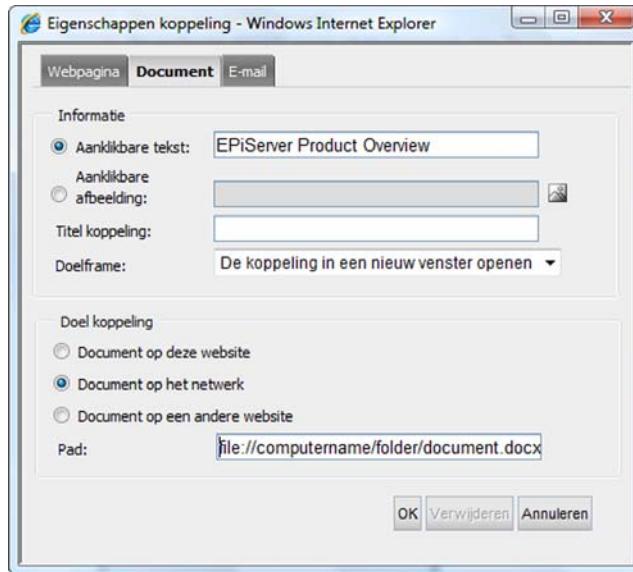 Eigenschappen koppeling - Windows Internet Explorer
Webpagina Document E-mail
Informatie
Aanklikbare tekst: EPiServer Product Overview
Aanklikbare
afbeelding:
Titel koppeling:
Doelframe: De koppeling in een nieuw venster openen
Doel koppeling
Document op deze website
Document op het netwerk
Document op een andere website
Pad: file://computername/folder/document.docx
OK Verwijderen Annuleren